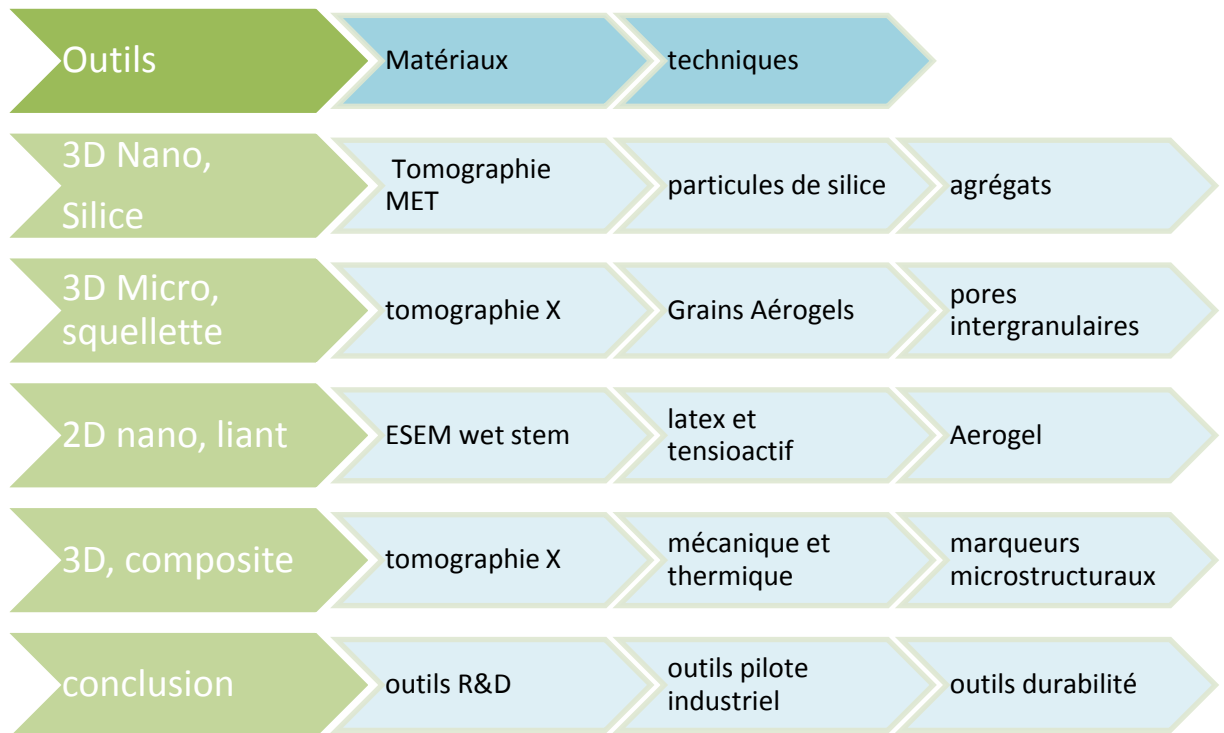 Outils
Matériaux
techniques
3D Nano,
Silice
Tomographie
MET
particules de silice
agrégats
3D Micro,
squellette
tomographie X
Grains Aérogels
pores
intergranulaires
2D nano, liant
ESEM wet stem
latex et
tensioactif
Aerogel
3D, composite
tomographie X
mécanique et
thermique
marqueurs
microstructuraux
conclusion
outils R&D
outils pilote
industriel
outils durabilité